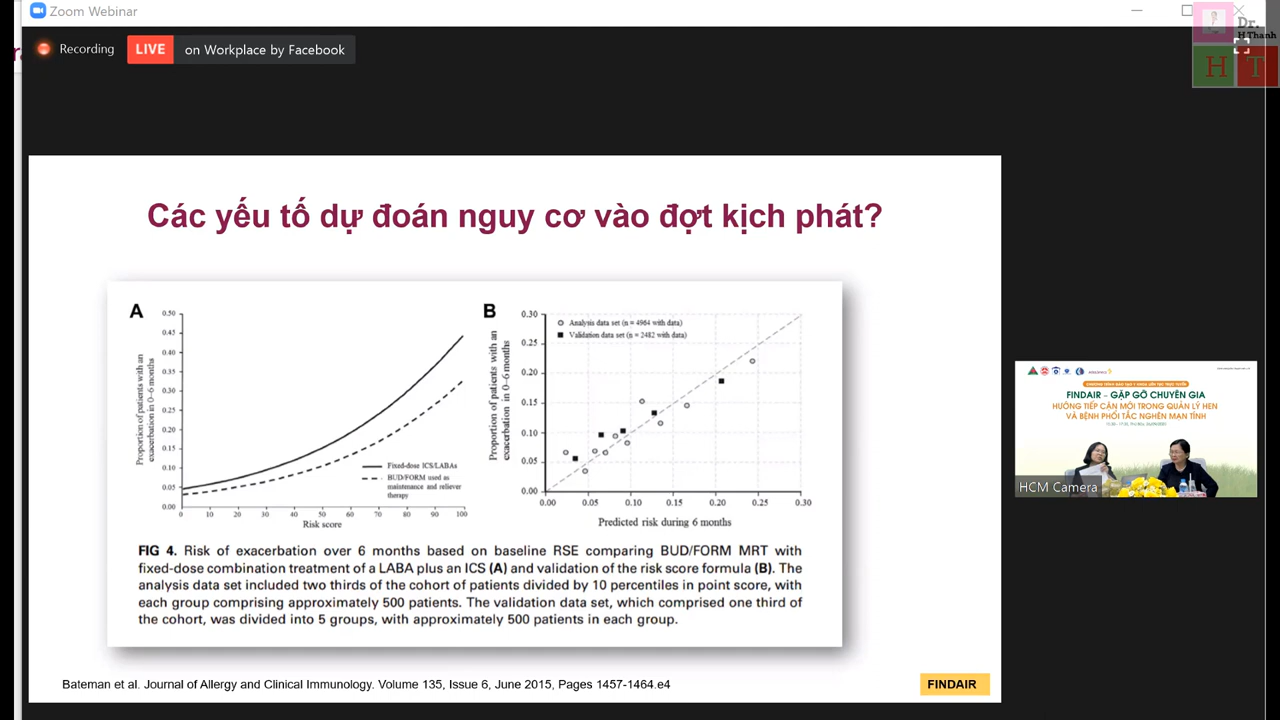 Zoom Webinar
Recording
LIVE
on Workplace by Facebook
Dr.
H Thanh
H T
Các yếu tố dự đoán nguy cơ vào đợt kịch phát?
A
Proportion of patients with an
exacerbation in 0–6 months
0.50
0.45
0.40
0.35
0.30
0.25
0.20
0.15
0.10
0.05
0.00
0 10 20 30 40 50 60 70 80 90 100
Risk score
Fixed-dose ICS/LABAs
BUD/FORM used as
maintenance and reliever
therapy
B
Proportion of patients with an
exacerbation in 0–6 months
0.30
0.25
0.20
0.15
0.10
0.05
0.00
0.00 0.05 0.10 0.15 0.20 0.25 0.30
Predicted risk during 6 months
Analysis data set (n = 4964 with data)
Validation data set (n = 2482 with data)
FIG 4. Risk of exacerbation over 6 months based on baseline RSE comparing BUD/FORM MRT with
fixed-dose combination treatment of a LABA plus an ICS (A) and validation of the risk score formula (B). The
analysis data set included two thirds of the cohort of patients divided by 10 percentiles in point score, with
each group comprising approximately 500 patients. The validation data set, which comprised one third of
the cohort, was divided into 5 groups, with approximately 500 patients in each group.
Bateman et al. Journal of Allergy and Clinical Immunology. Volume 135, Issue 6, June 2015, Pages 1457-1464.e4
FINDAIR
CHƯƠNG TRÌNH ĐÀO TẠO Y KHOA LIÊN TỤC TRỰC TUYẾN
FINDAIR - GẶP GỠ CHUYÊN GIA
HƯỚNG TIẾP CẬN MỚI TRONG QUẢN LÝ HEN
VÀ BỆNH PHỔI TẮC NGHẼN MẠN TÍNH
HCM Camera